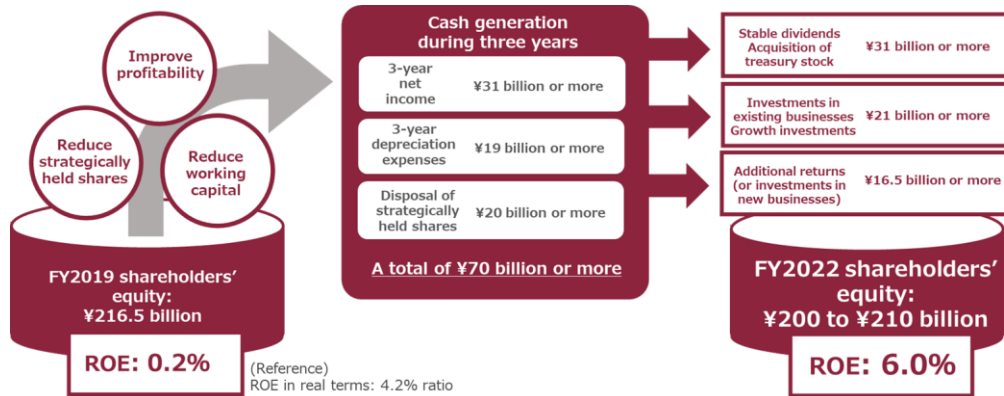 Improve
profitability
Reduce
strategically
held shares
Reduce
working
capital
FY2019 shareholders'
equity:
¥216.5 billion
ROE: 0.2%
(Reference)
ROE in real terms: 4.2% ratio
Cash generation
during three years
3-year
net
income
¥31 billion or more
3-year
depreciation
expenses
¥19 billion or more
Disposal of
strategically
held shares
¥20 billion or more
A total of ¥70 billion or more
Stable dividends
Acquisition of
treasury stock
¥31 billion or more
Investments in
existing businesses
Growth investments
¥21 billion or more
Additional returns
(or investments in
new businesses)
¥16.5 billion or more
FY2022 shareholders'
equity:
¥200 to ¥210 billion
ROE: 6.0%